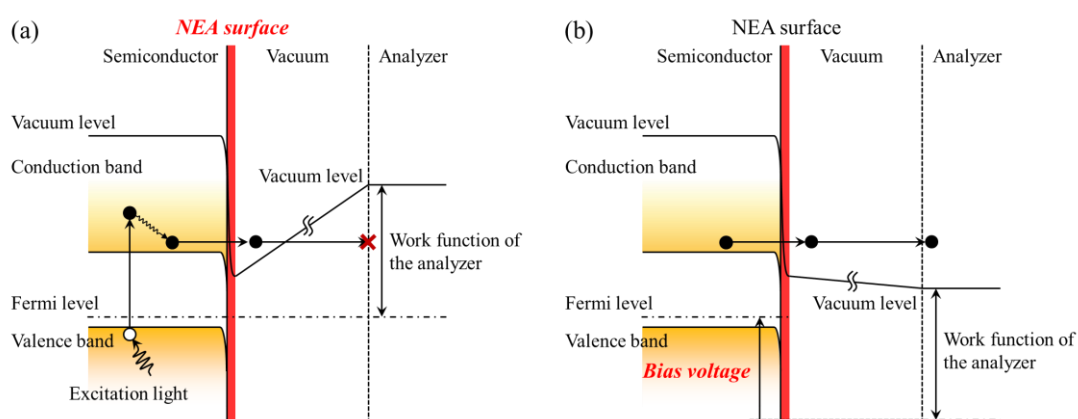 (a)
NEA surface
Semiconductor
Vacuum
Analyzer
Vacuum level
Conduction band
Vacuum level
Work function of
the analyzer
Fermi level
Valence band
Excitation light
(b)
NEA surface
Semiconductor
Vacuum
Analyzer
Vacuum level
Conduction band
Fermi level
Vacuum level
Valence band
Bias voltage
Work function of
the analyzer